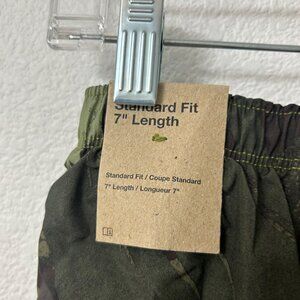 Standard Fit
7" Length
Standard Fit / Coupe Standard
7" Length / Longueur 7"